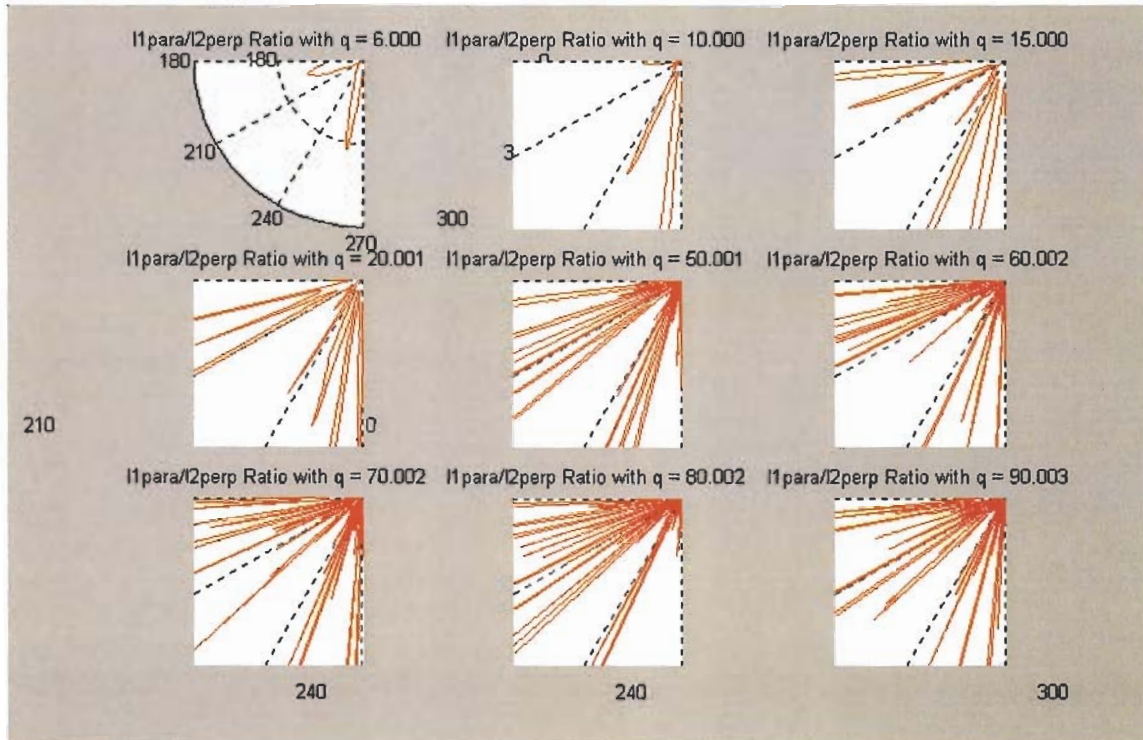 I1para/I2perp Ratio with q = 6.000
I1para/I2perp Ratio with q = 10.000
I1para/I2perp Ratio with q = 15.000
180
180
0
210
3
240
300
270
I1para/I2perp Ratio with q = 20.001
I1para/I2perp Ratio with q = 50.001
I1para/I2perp Ratio with q = 60.002
210
0
I1para/I2perp Ratio with q = 70.002
I1para/I2perp Ratio with q = 80.002
I1para/I2perp Ratio with q = 90.003
240
240
300